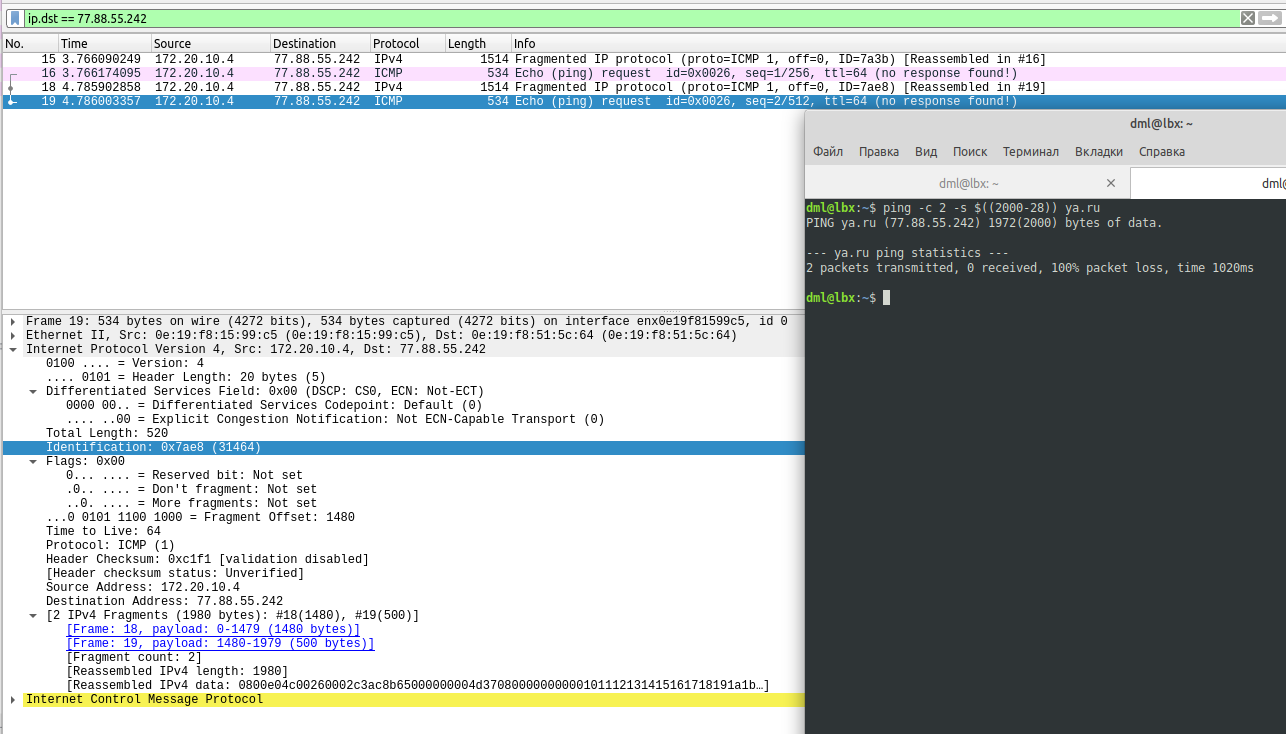 ip.dst == 77.88.55.242
No. Time Source Destination Protocol Length Info
15 3.766090249 172.20.10.4 77.88.55.242 IPv4 1514 Fragmented IP protocol (proto=ICMP 1, off=0, ID=7a3b) [Reassembled in #16]
16 3.766174095 172.20.10.4 77.88.55.242 ICMP 534 Echo (ping) request id=0x0026, seq=1/256, ttl=64 (no response found!)
18 4.785902858 172.20.10.4 77.88.55.242 IPv4 1514 Fragmented IP protocol (proto=ICMP 1, off=0, ID=7ae8) [Reassembled in #19]
19 4.786003357 172.20.10.4 77.88.55.242 ICMP 534 Echo (ping) request id=0x0026, seq=2/512, ttl=64 (no response found!)
dml@lbx: ~
Файл Правка Вид Поиск Терминал Вкладки Справка
dml@lbx: ~ × dml@
dml@lbx:~$ ping -c 2 -s $((2000-28)) ya.ru
PING ya.ru (77.88.55.242) 1972(2000) bytes of data.
--- ya.ru ping statistics ---
2 packets transmitted, 0 received, 100% packet loss, time 1020ms
dml@lbx:~$
Frame 19: 534 bytes on wire (4272 bits), 534 bytes captured (4272 bits) on interface enx0e19f81599c5, id 0
Ethernet II, Src: 0e:19:f8:15:99:c5 (0e:19:f8:15:99:c5), Dst: 0e:19:f8:51:5c:64 (0e:19:f8:51:5c:64)
Internet Protocol Version 4, Src: 172.20.10.4, Dst: 77.88.55.242
0100 .... = Version: 4
.... 0101 = Header Length: 20 bytes (5)
Differentiated Services Field: 0x00 (DSCP: CS0, ECN: Not-ECT)
0000 00.. = Differentiated Services Codepoint: Default (0)
.... ..00 = Explicit Congestion Notification: Not ECN-Capable Transport (0)
Total Length: 520
Identification: 0x7ae8 (31464)
Flags: 0x00
0... .... = Reserved bit: Not set
.0.. .... = Don't fragment: Not set
..0. .... = More fragments: Not set
...0 0101 1100 1000 = Fragment Offset: 1480
Time to Live: 64
Protocol: ICMP (1)
Header Checksum: 0xc1f1 [validation disabled]
[Header checksum status: Unverified]
Source Address: 172.20.10.4
Destination Address: 77.88.55.242
[2 IPv4 Fragments (1980 bytes): #18(1480), #19(500)]
[Frame: 18, payload: 0-1479 (1480 bytes)]
[Frame: 19, payload: 1480-1979 (500 bytes)]
[Fragment count: 2]
[Reassembled IPv4 length: 1980]
[Reassembled IPv4 data: 0800e04c00260002c3ac8b65000000004d37080000000000101112131415161718191a1b…]
Internet Control Message Protocol